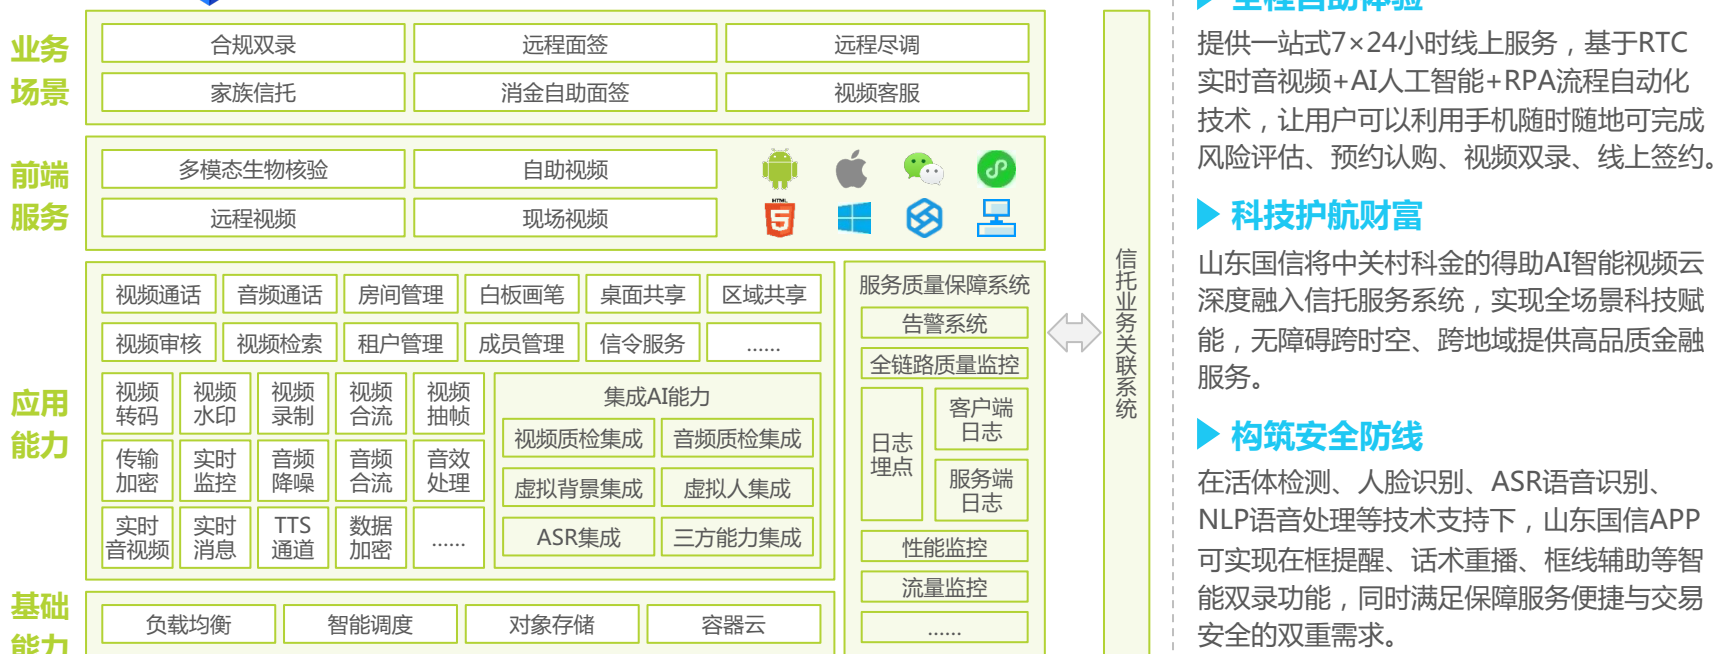 业务
场景
合规双录
远程面签
远程尽调
家族信托
消金自助面签
视频客服
前端
服务
多模态生物核验
自助视频
远程视频
现场视频
HTML
5
应用
能力
视频通话
音频通话
房间管理
白板画笔
桌面共享
区域共享
视频审核
视频检索
租户管理
成员管理
信令服务
……
视频
转码
视频
水印
视频
录制
视频
合流
视频
抽帧
传输
加密
实时
监控
音频
降噪
音频
合流
音效
处理
实时
音视频
实时
消息
TTS
通道
数据
加密
……
集成AI能力
视频质检集成
音频质检集成
虚拟背景集成
虚拟人集成
ASR集成
三方能力集成
基础
能力
负载均衡
智能调度
对象存储
容器云
服务质量保障系统
告警系统
全链路质量监控
日志
埋点
客户端
日志
服务端
日志
性能监控
流量监控
……
信托业务关联系统
全程自助体验
提供一站式7×24小时线上服务，基于RTC
实时音视频+AI人工智能+RPA流程自动化
技术，让用户可以利用手机随时随地可完成
风险评估、预约认购、视频双录、线上签约。
科技护航财富
山东国信将中关村科金的得助AI智能视频云
深度融入信托服务系统，实现全场景科技赋
能，无障碍跨时空、跨地域提供高品质金融
服务。
构筑安全防线
在活体检测、人脸识别、ASR语音识别、
NLP语音处理等技术支持下，山东国信APP
可实现在框提醒、话术重播、框线辅助等智
能双录功能，同时满足保障服务便捷与交易
安全的双重需求。